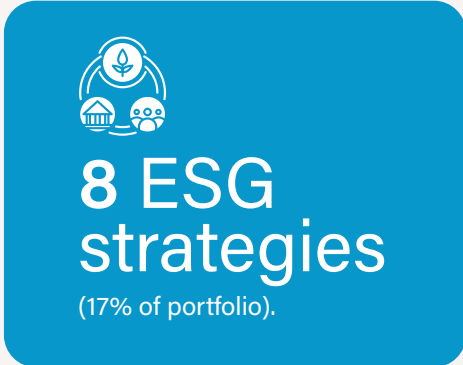 8 ESG
strategies
(17% of portfolio).